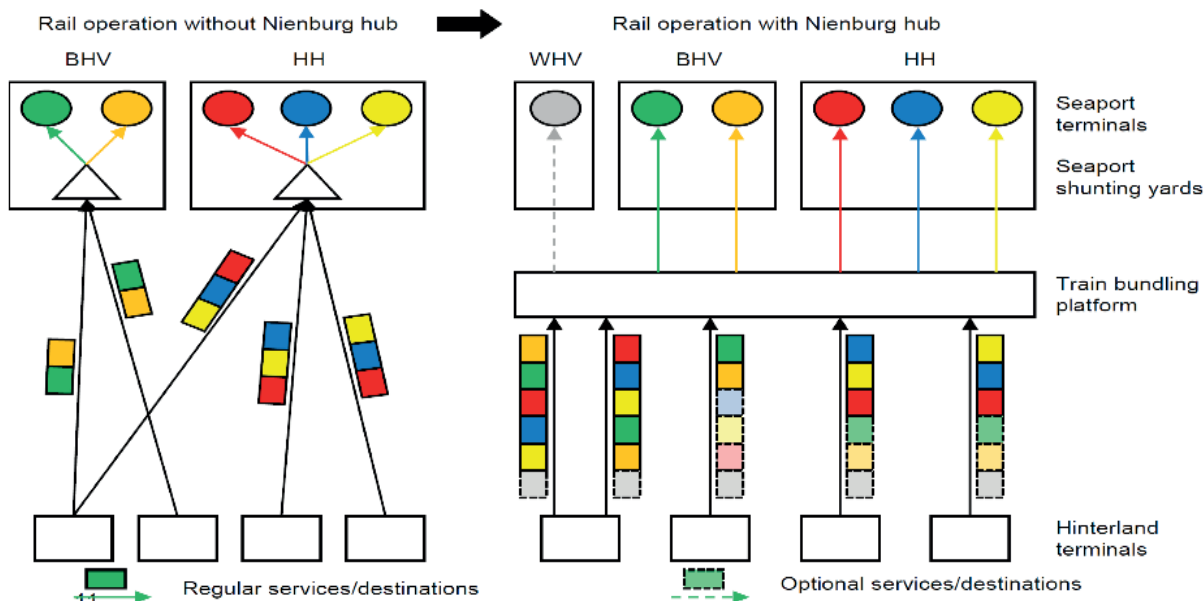 Rail operation without Nienburg hub
Rail operation with Nienburg hub
BHV
HH
WHV
BHV
HH
Seaport
terminals
Seaport
shunting yards
Train bundling
platform
Hinterland
terminals
Regular services/destinations
Optional services/destinations
11